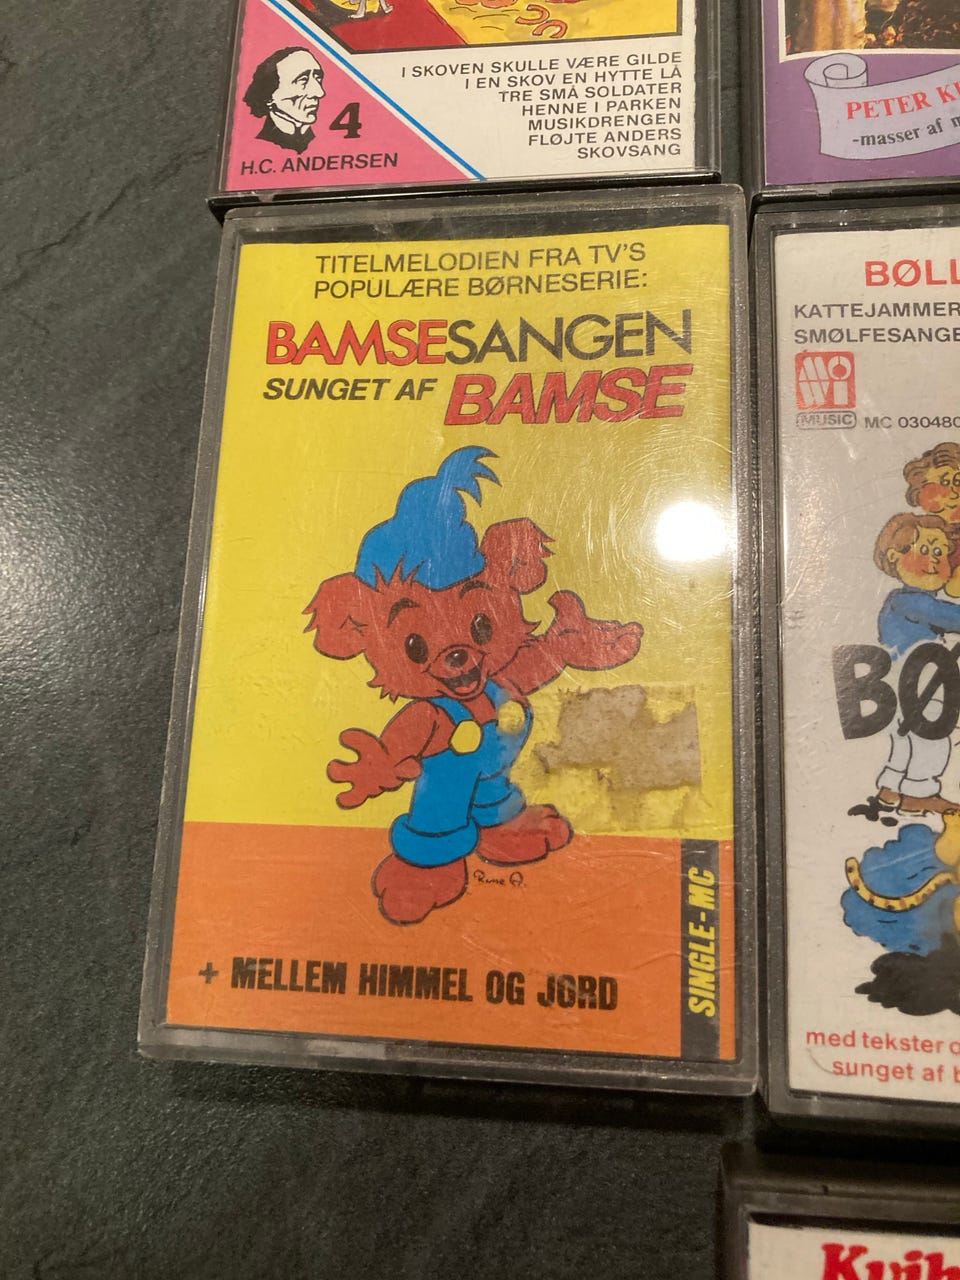 I SKOVEN SKULLE VÆRE GILDE
I EN SKOV EN HYTTE LÅ
TRE SMÅ SOLDATER
HENNE I PARKEN
MUSIKDRENGEN
FLØJTE ANDERS
SKOVSANG
4
H.C. ANDERSEN
PETER
-masser af
TITELMELODIEN FRA TV'S
POPULÆRE BØRNESERIE:
BAMSESANGEN
SUNGET AF BAMSE
Rune A.
SINGLE-MC
+ MELLEM HIMMEL OG JORD
BØLL
KATTEJAMMER
SMØLFESANGE
MOWI
MUSIC MC 030480
BØ
med tekster
sunget af